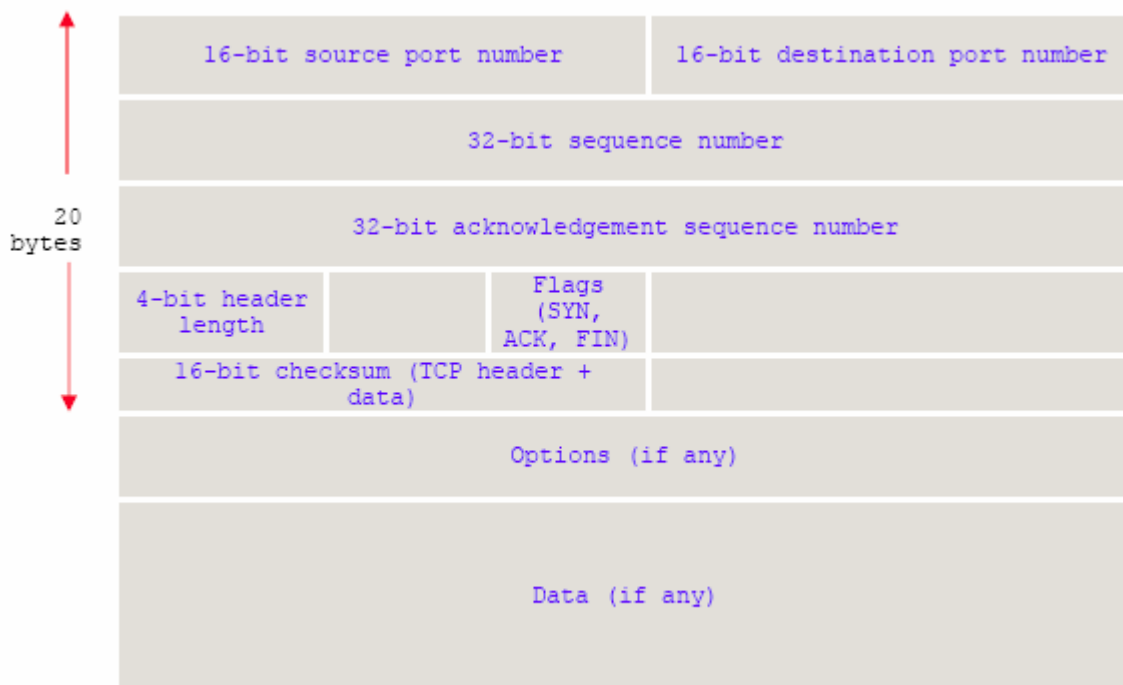 16-bit source port number
16-bit destination port number
32-bit sequence number
20
bytes
32-bit acknowledgement sequence number
4-bit header
length
Flags
(SYN,
ACK, FIN)
16-bit checksum (TCP header +
data)
Options (if any)
Data (if any)